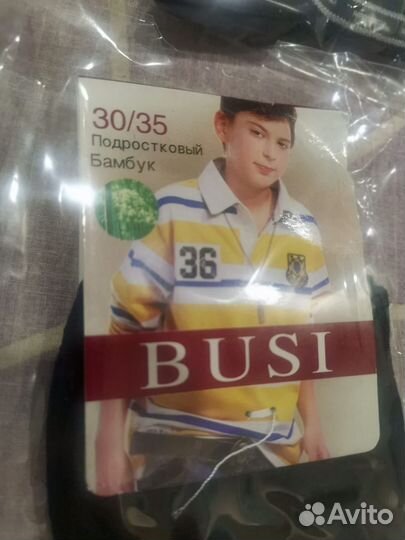 30/35
Подростковый
Бамбук
36
BUSI
Avito